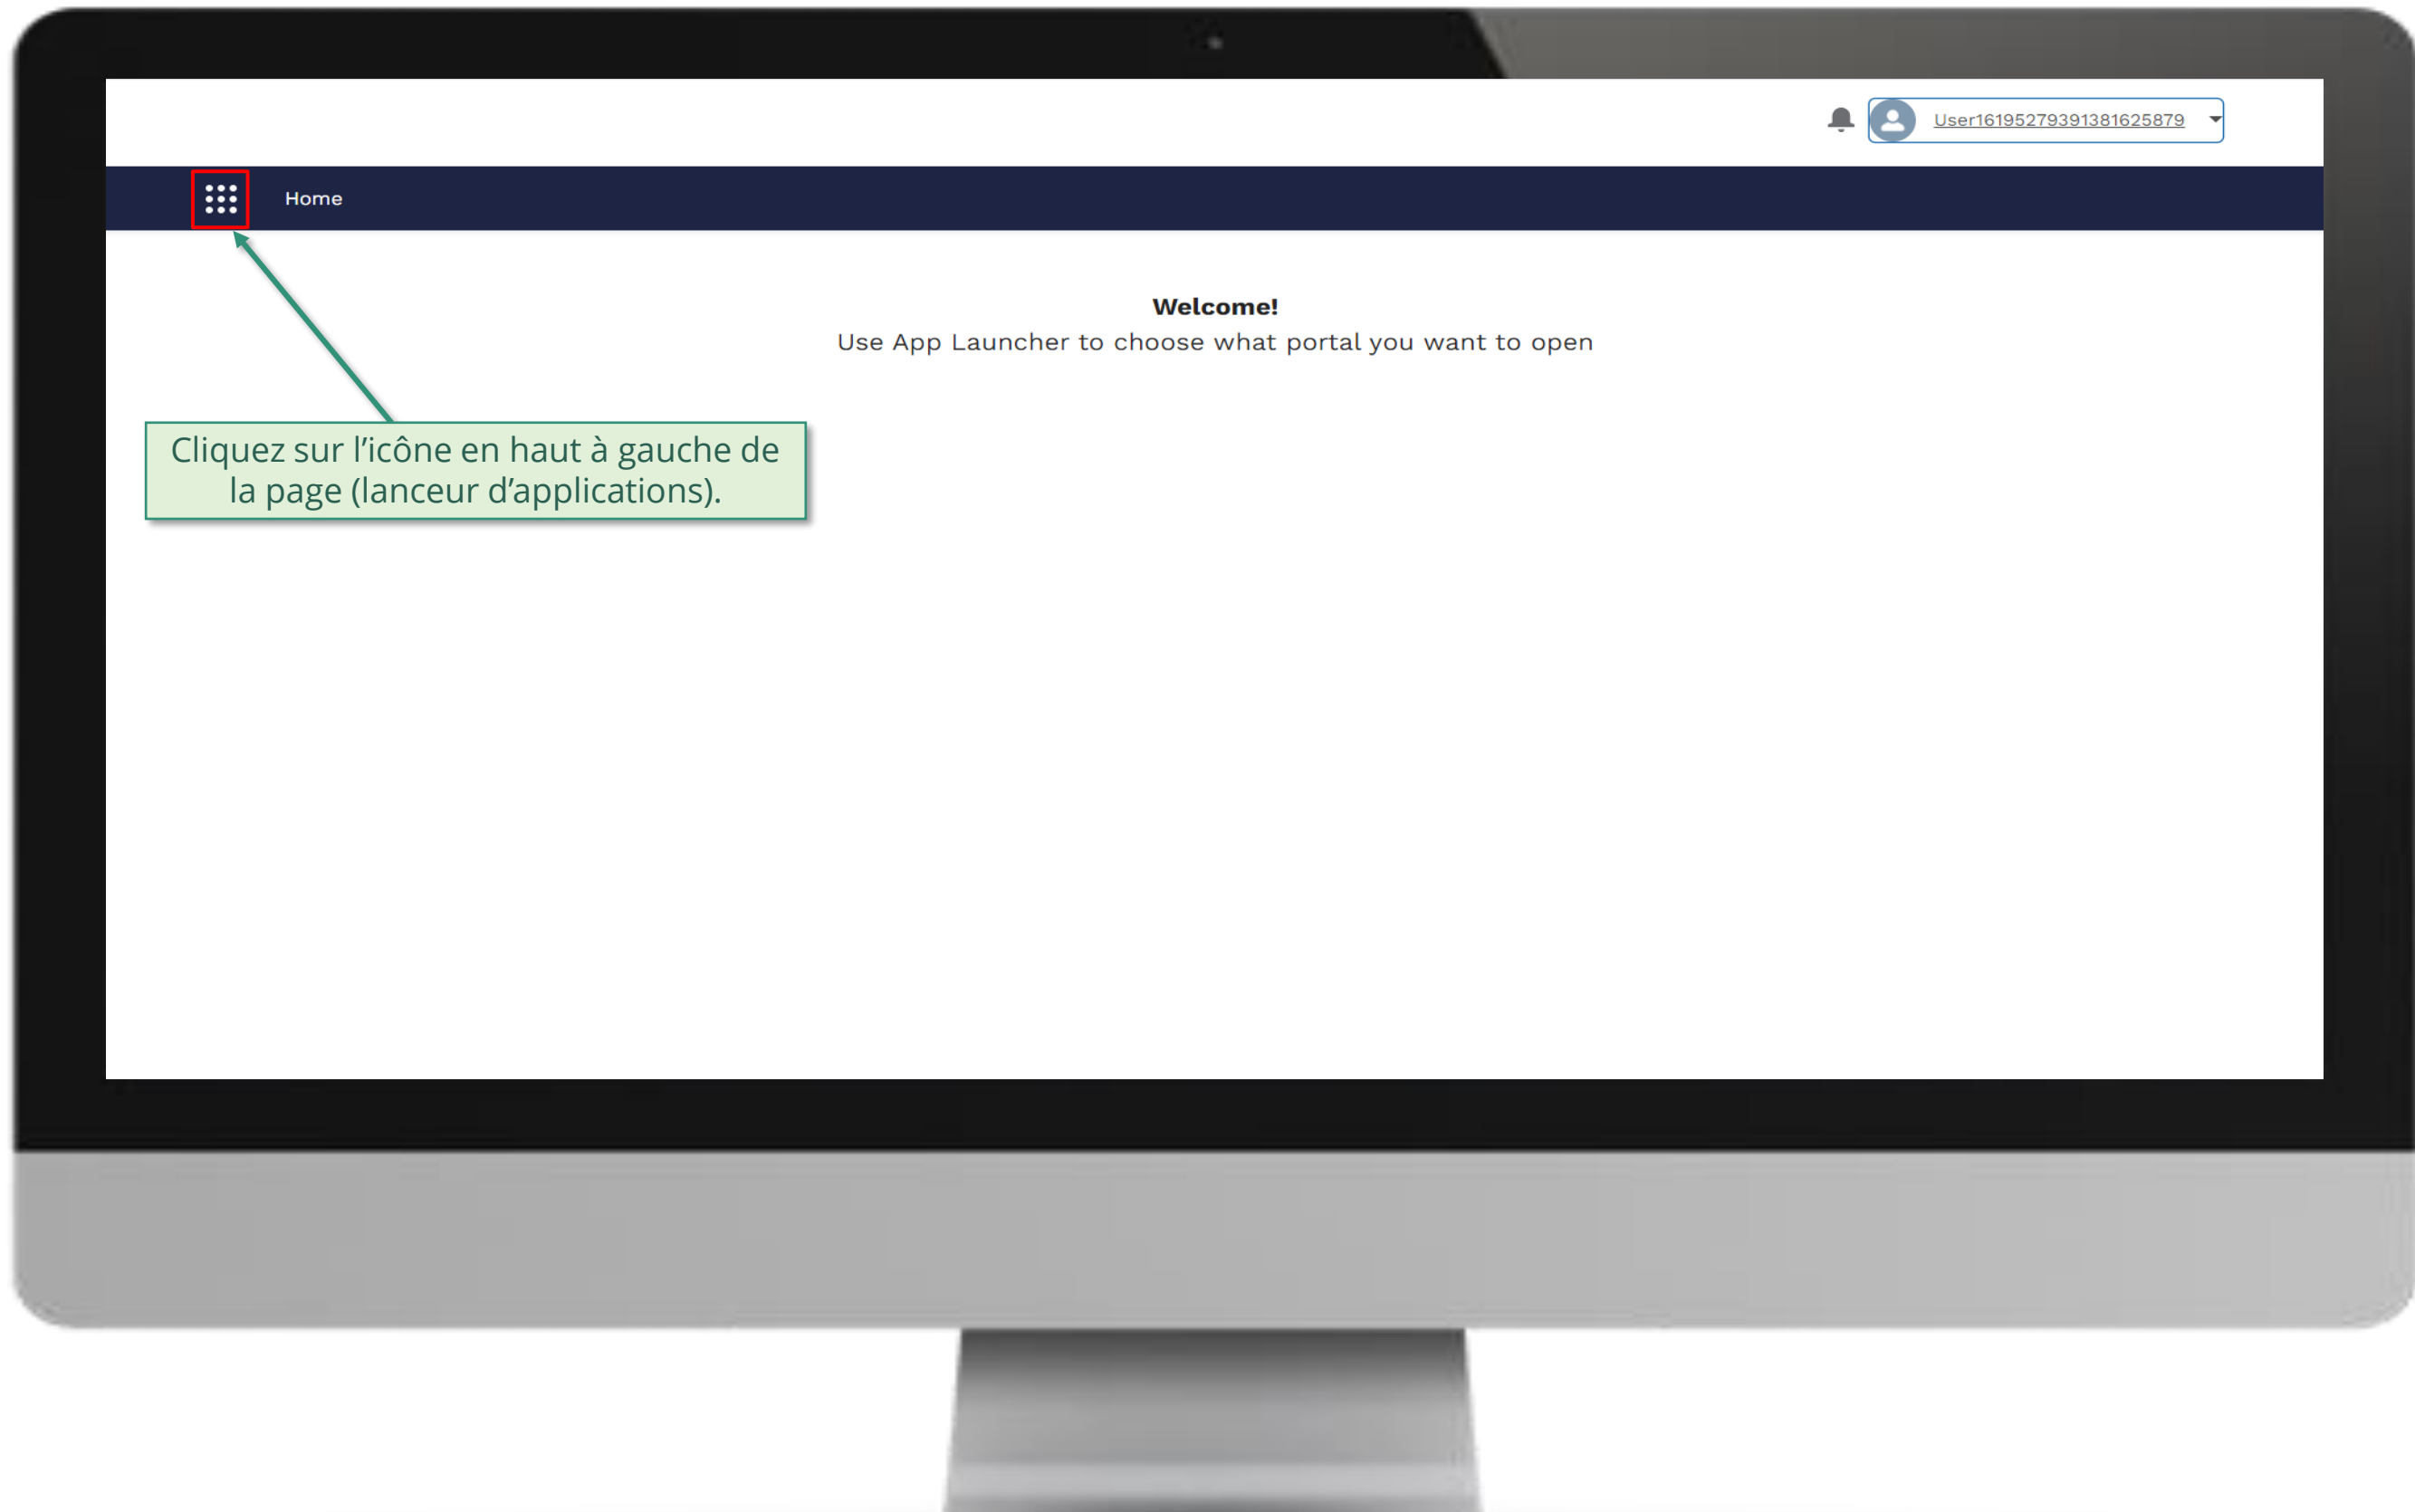 User16195279391381625879
Home
Welcome!
Use App Launcher to choose what portal you want to open
Cliquez sur l’icône en haut à gauche de
la page (lanceur d’applications).